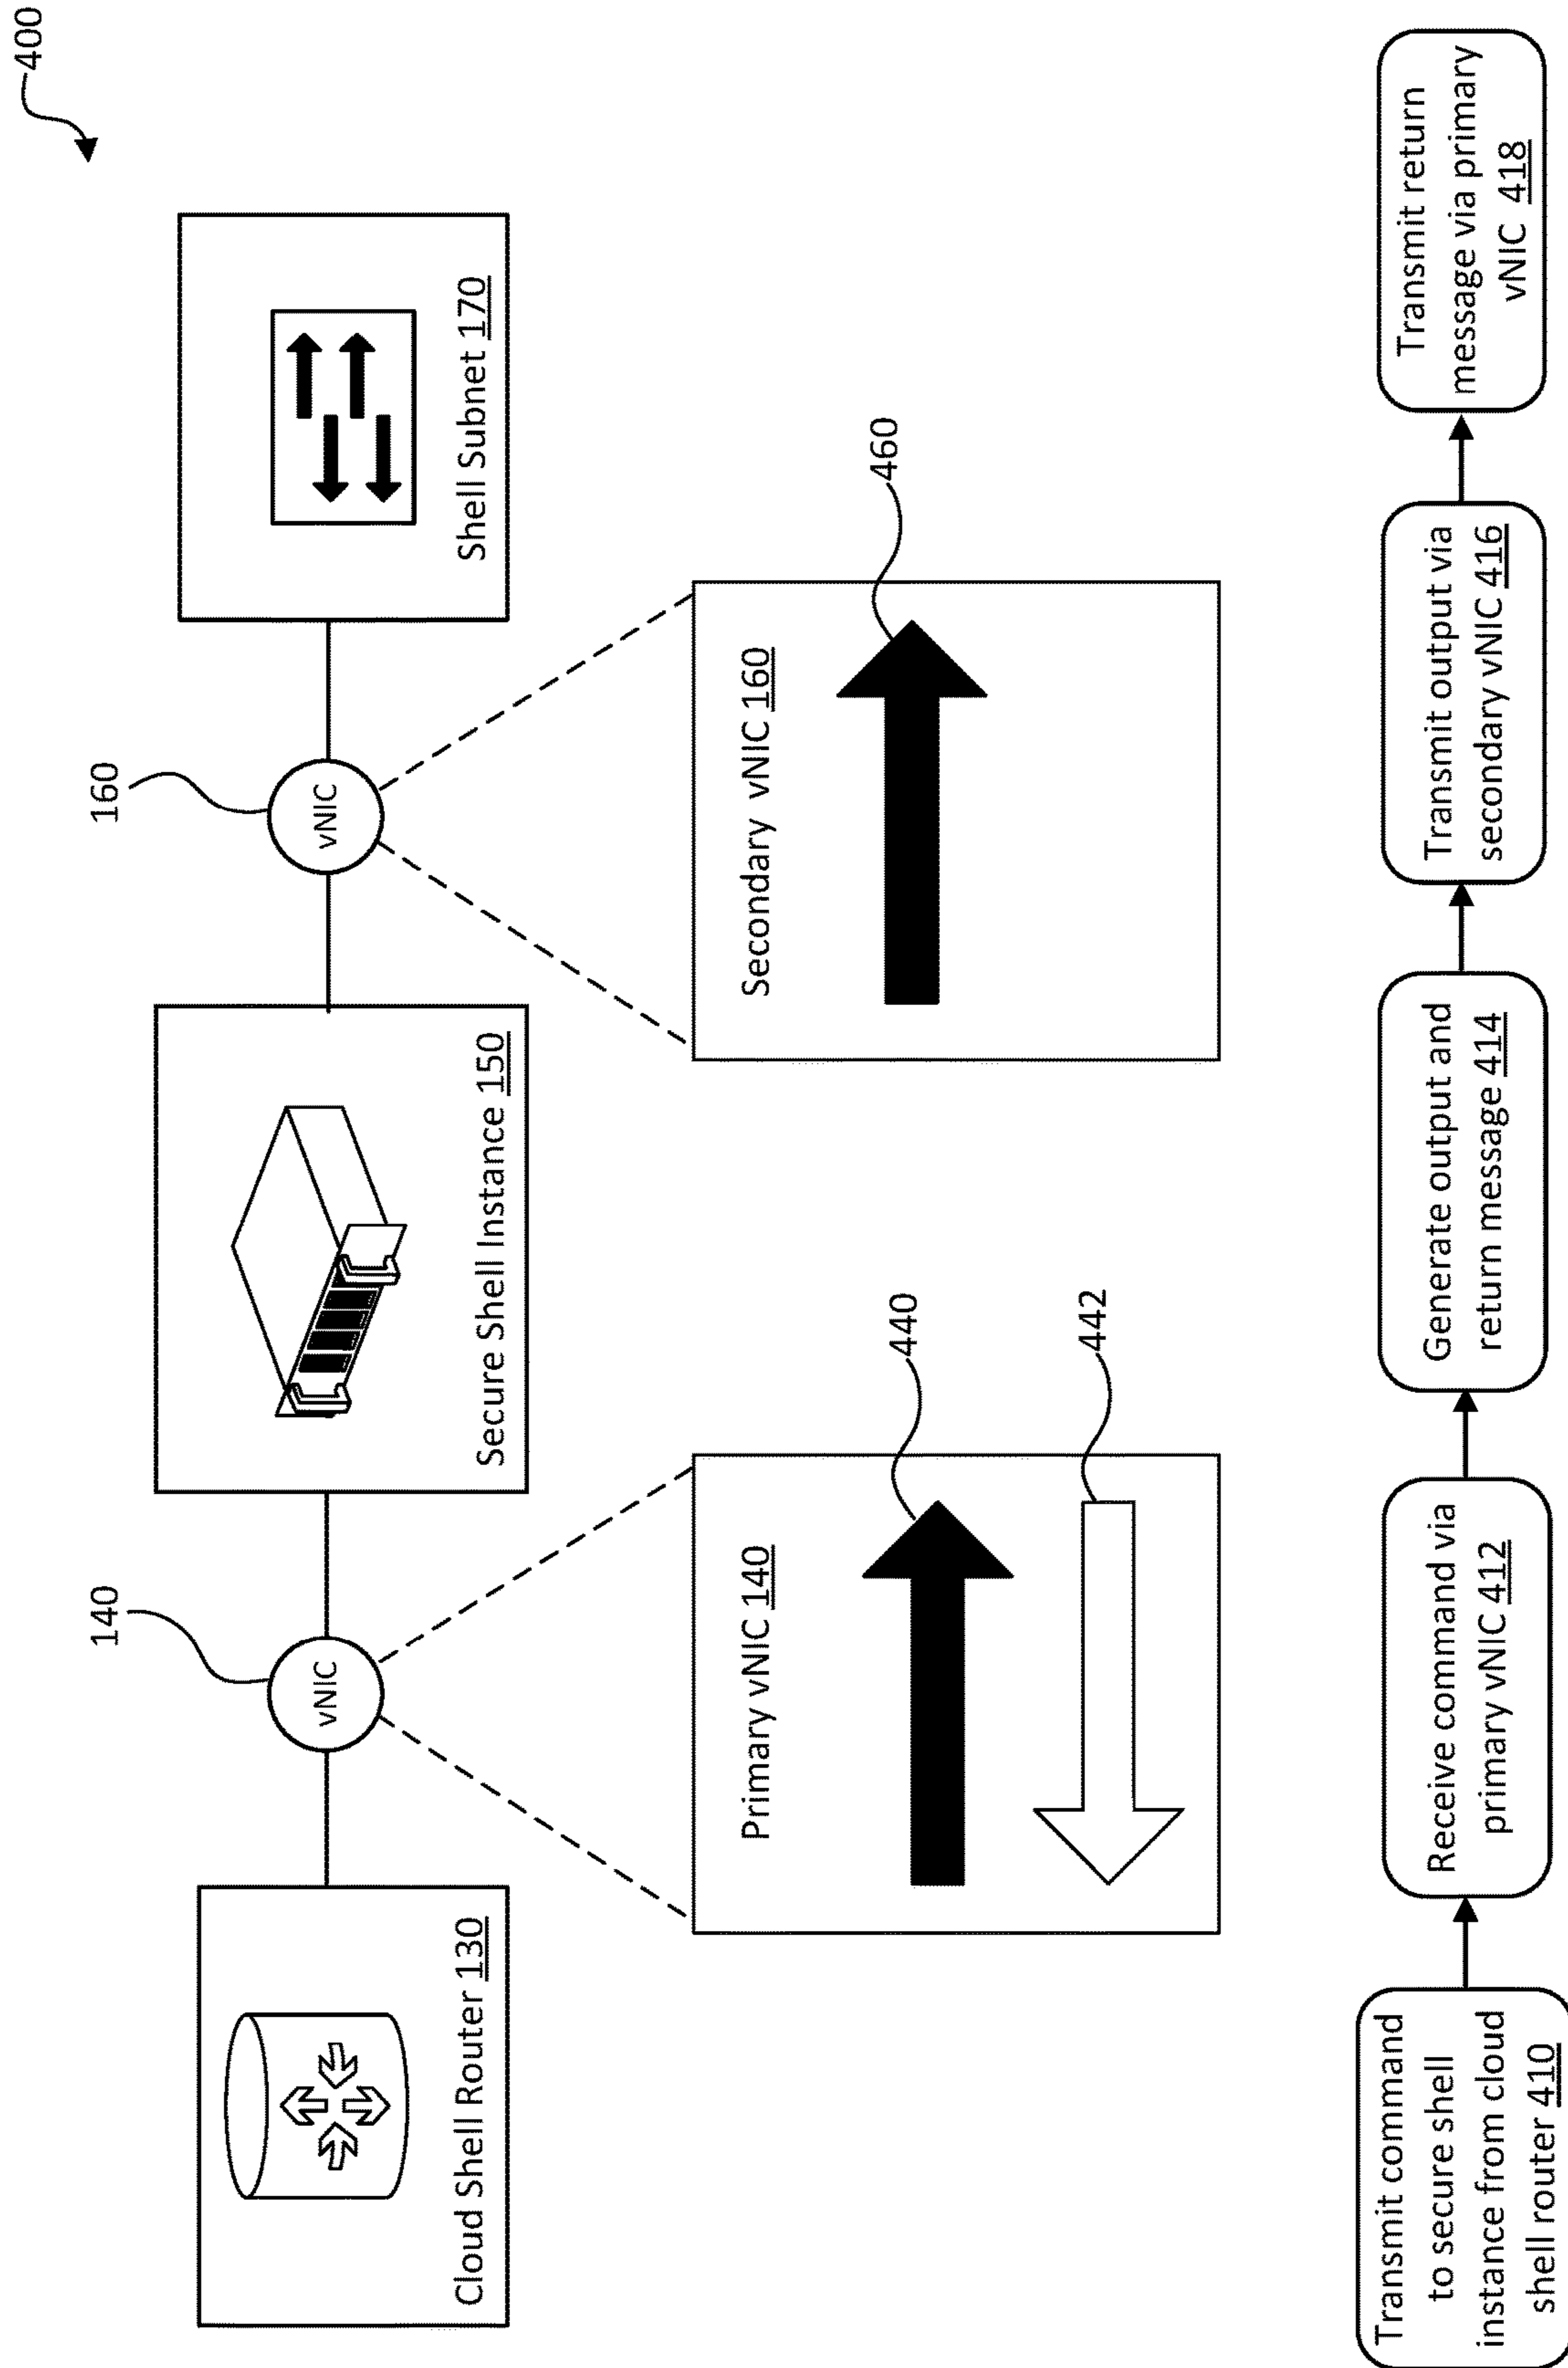 400
140
160
vNIC
vNIC
Cloud Shell Router 130
Secure Shell Instance 150
Shell Subnet 170
Primary vNIC 140
440
442
Secondary vNIC 160
460
Transmit command
to secure shell
instance from cloud
shell router 410
Receive command via
primary vNIC 412
Generate output and
return message 414
Transmit output via
secondary vNIC 416
Transmit return
message via primary
vNIC 418